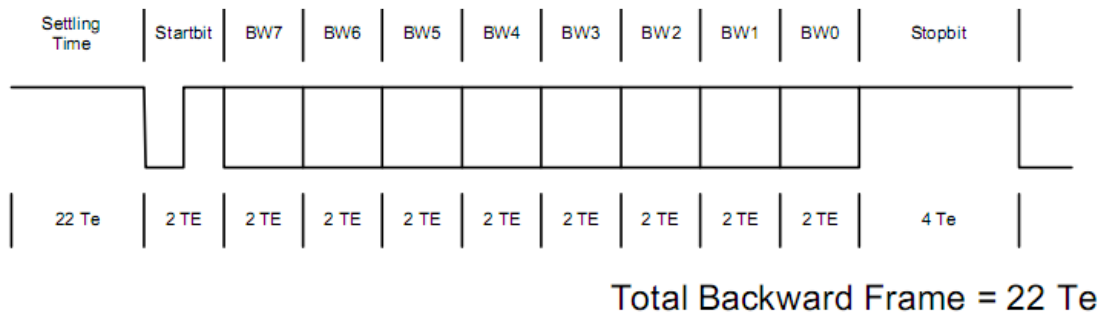 Settling
Time
Startbit
BW7
BW6
BW5
BW4
BW3
BW2
BW1
BW0
Stopbit
22 Te
2 TE
2 TE
2 TE
2 TE
2 TE
2 TE
2 TE
2 TE
2 TE
4 Te
Total Backward Frame = 22 Te